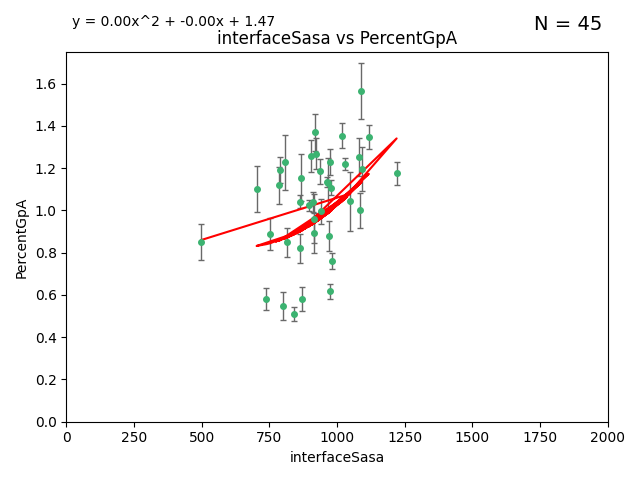 y = 0.00x^2 + -0.00x + 1.47
N = 45
interfaceSasa vs PercentGpA
PercentGpA
1.6
1.4
1.2
1.0
0.8
0.6
0.4
0.2
0.0
0 250 500 750 1000 1250 1500 1750 2000
interfaceSasa